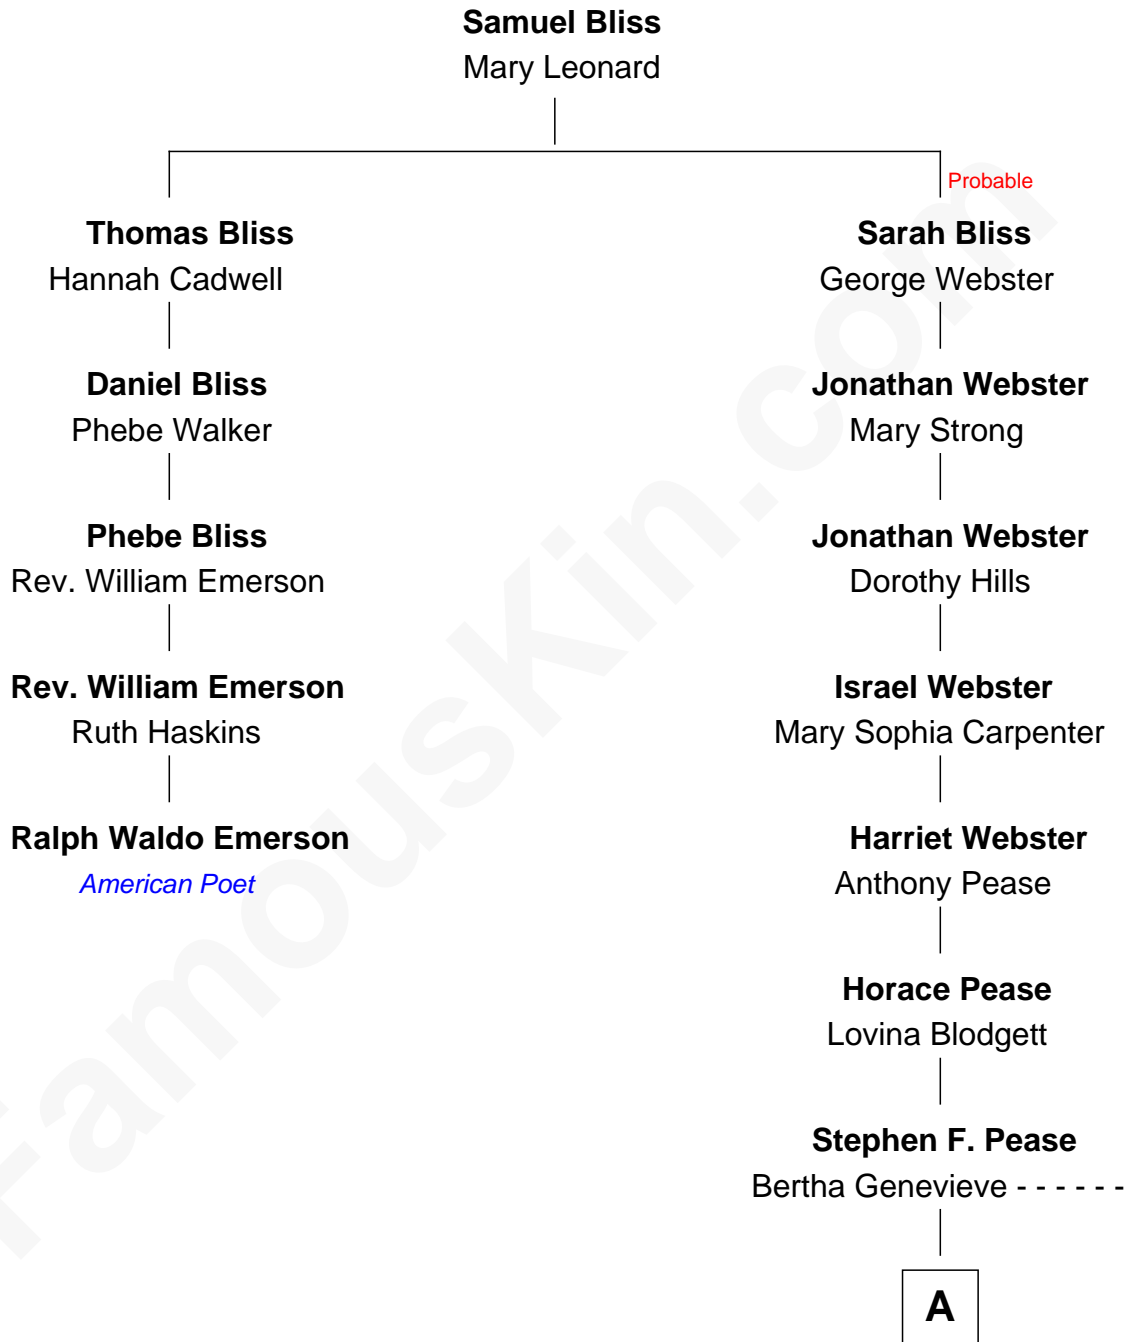 Samuel Bliss
Mary Leonard
Probable
Thomas Bliss
Hannah Cadwell
Sarah Bliss
George Webster
Daniel Bliss
Phebe Walker
Jonathan Webster
Mary Strong
Phebe Bliss
Rev. William Emerson
Jonathan Webster
Dorothy Hills
Rev. William Emerson
Ruth Haskins
Israel Webster
Mary Sophia Carpenter
Ralph Waldo Emerson
American Poet
Harriet Webster
Anthony Pease
Horace Pease
Lovina Blodgett
Stephen F. Pease
Bertha Genevieve - - - - - -
A
FamousKin.com